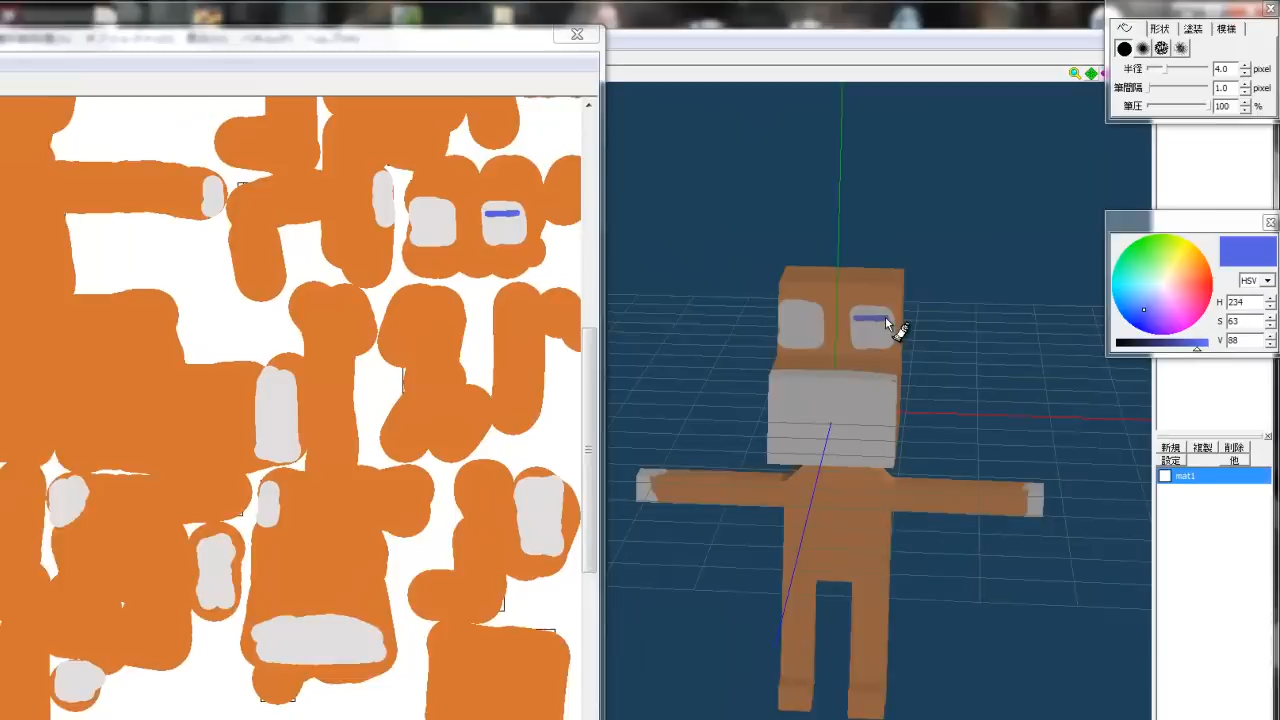 ペン 形状 塗装 模様
半径 4.0 pixel
筆間隔 1.0 pixel
筆圧 100 %
HSV
H 234
S 63
V 88
新規 複製 削除
設定 他
mat1